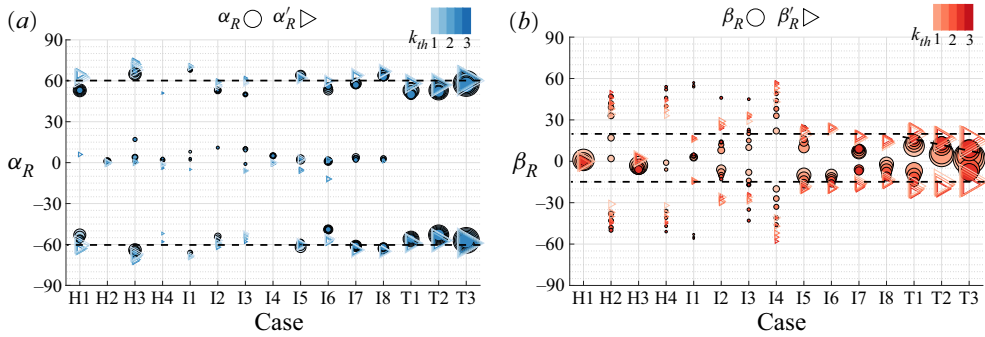 (a)
α_R ○ α′_R ▷
k_th
1 2 3
90
60
30
0
−30
−60
−90
α_R
H1 H2 H3 H4 I1 I2 I3 I4 I5 I6 I7 I8 T1 T2 T3
Case
(b)
β_R ○ β′_R ▷
k_th
1 2 3
90
60
30
0
−30
−60
−90
β_R
H1 H2 H3 H4 I1 I2 I3 I4 I5 I6 I7 I8 T1 T2 T3
Case